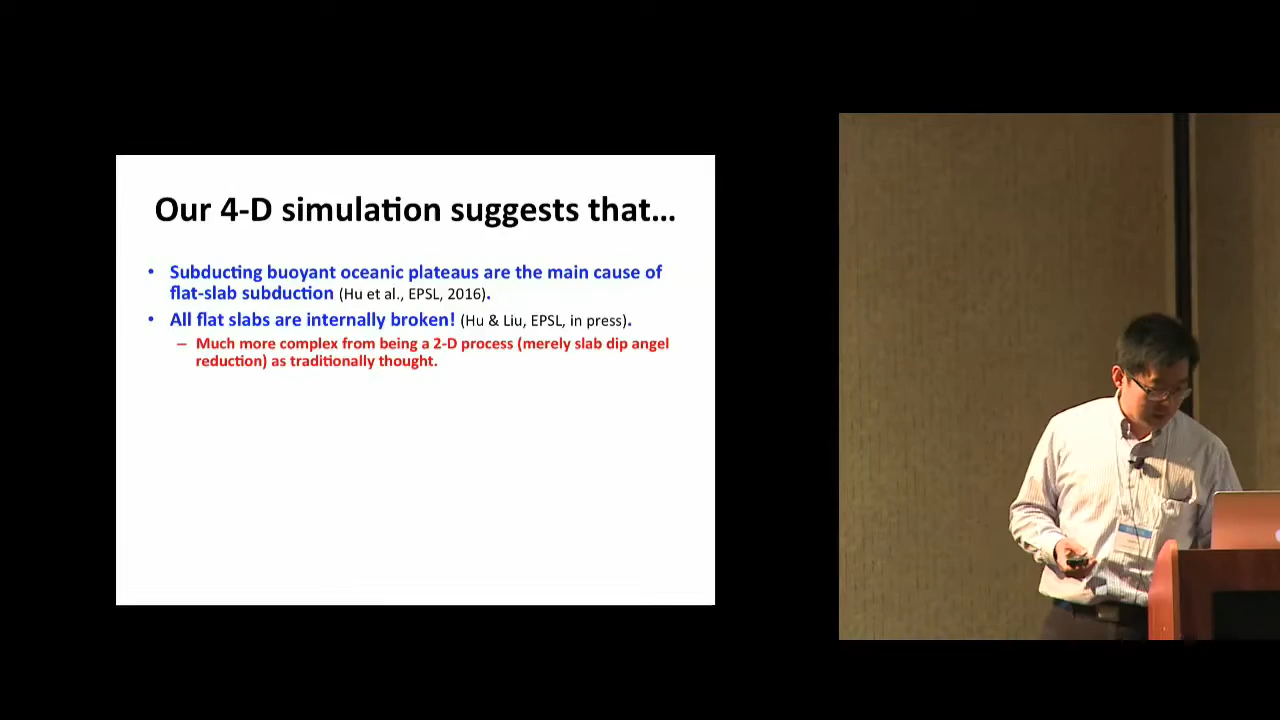 Our 4-D simulation suggests that...
• Subducting buoyant oceanic plateaus are the main cause of
flat-slab subduction (Hu et al., EPSL, 2016).
• All flat slabs are internally broken! (Hu & Liu, EPSL, in press).
– Much more complex from being a 2-D process (merely slab dip angel
reduction) as traditionally thought.